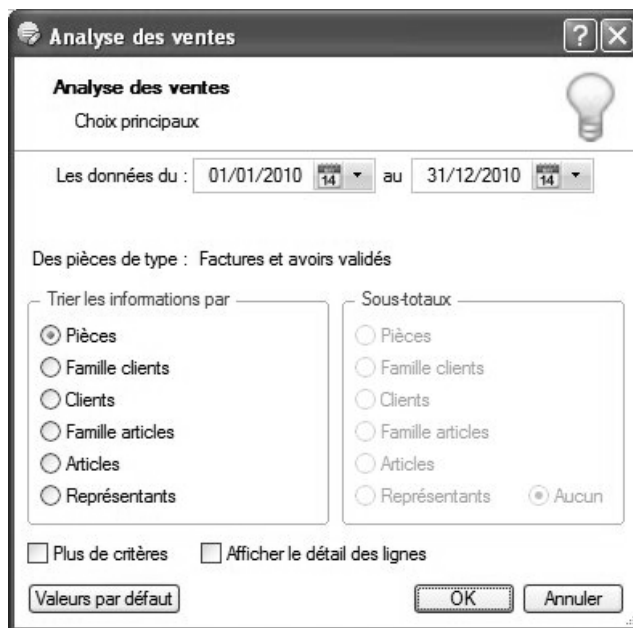 Analyse des ventes
Analyse des ventes
Choix principaux
Les données du : 01/01/2010 14 au 31/12/2010 14
Des pièces de type : Factures et avoirs validés
Trier les informations par
Pièces
Famille clients
Clients
Famille articles
Articles
Représentants
Sous-totaux
Pièces
Famille clients
Clients
Famille articles
Articles
Représentants Aucun
Plus de critères Afficher le détail des lignes
Valeurs par défaut OK Annuler